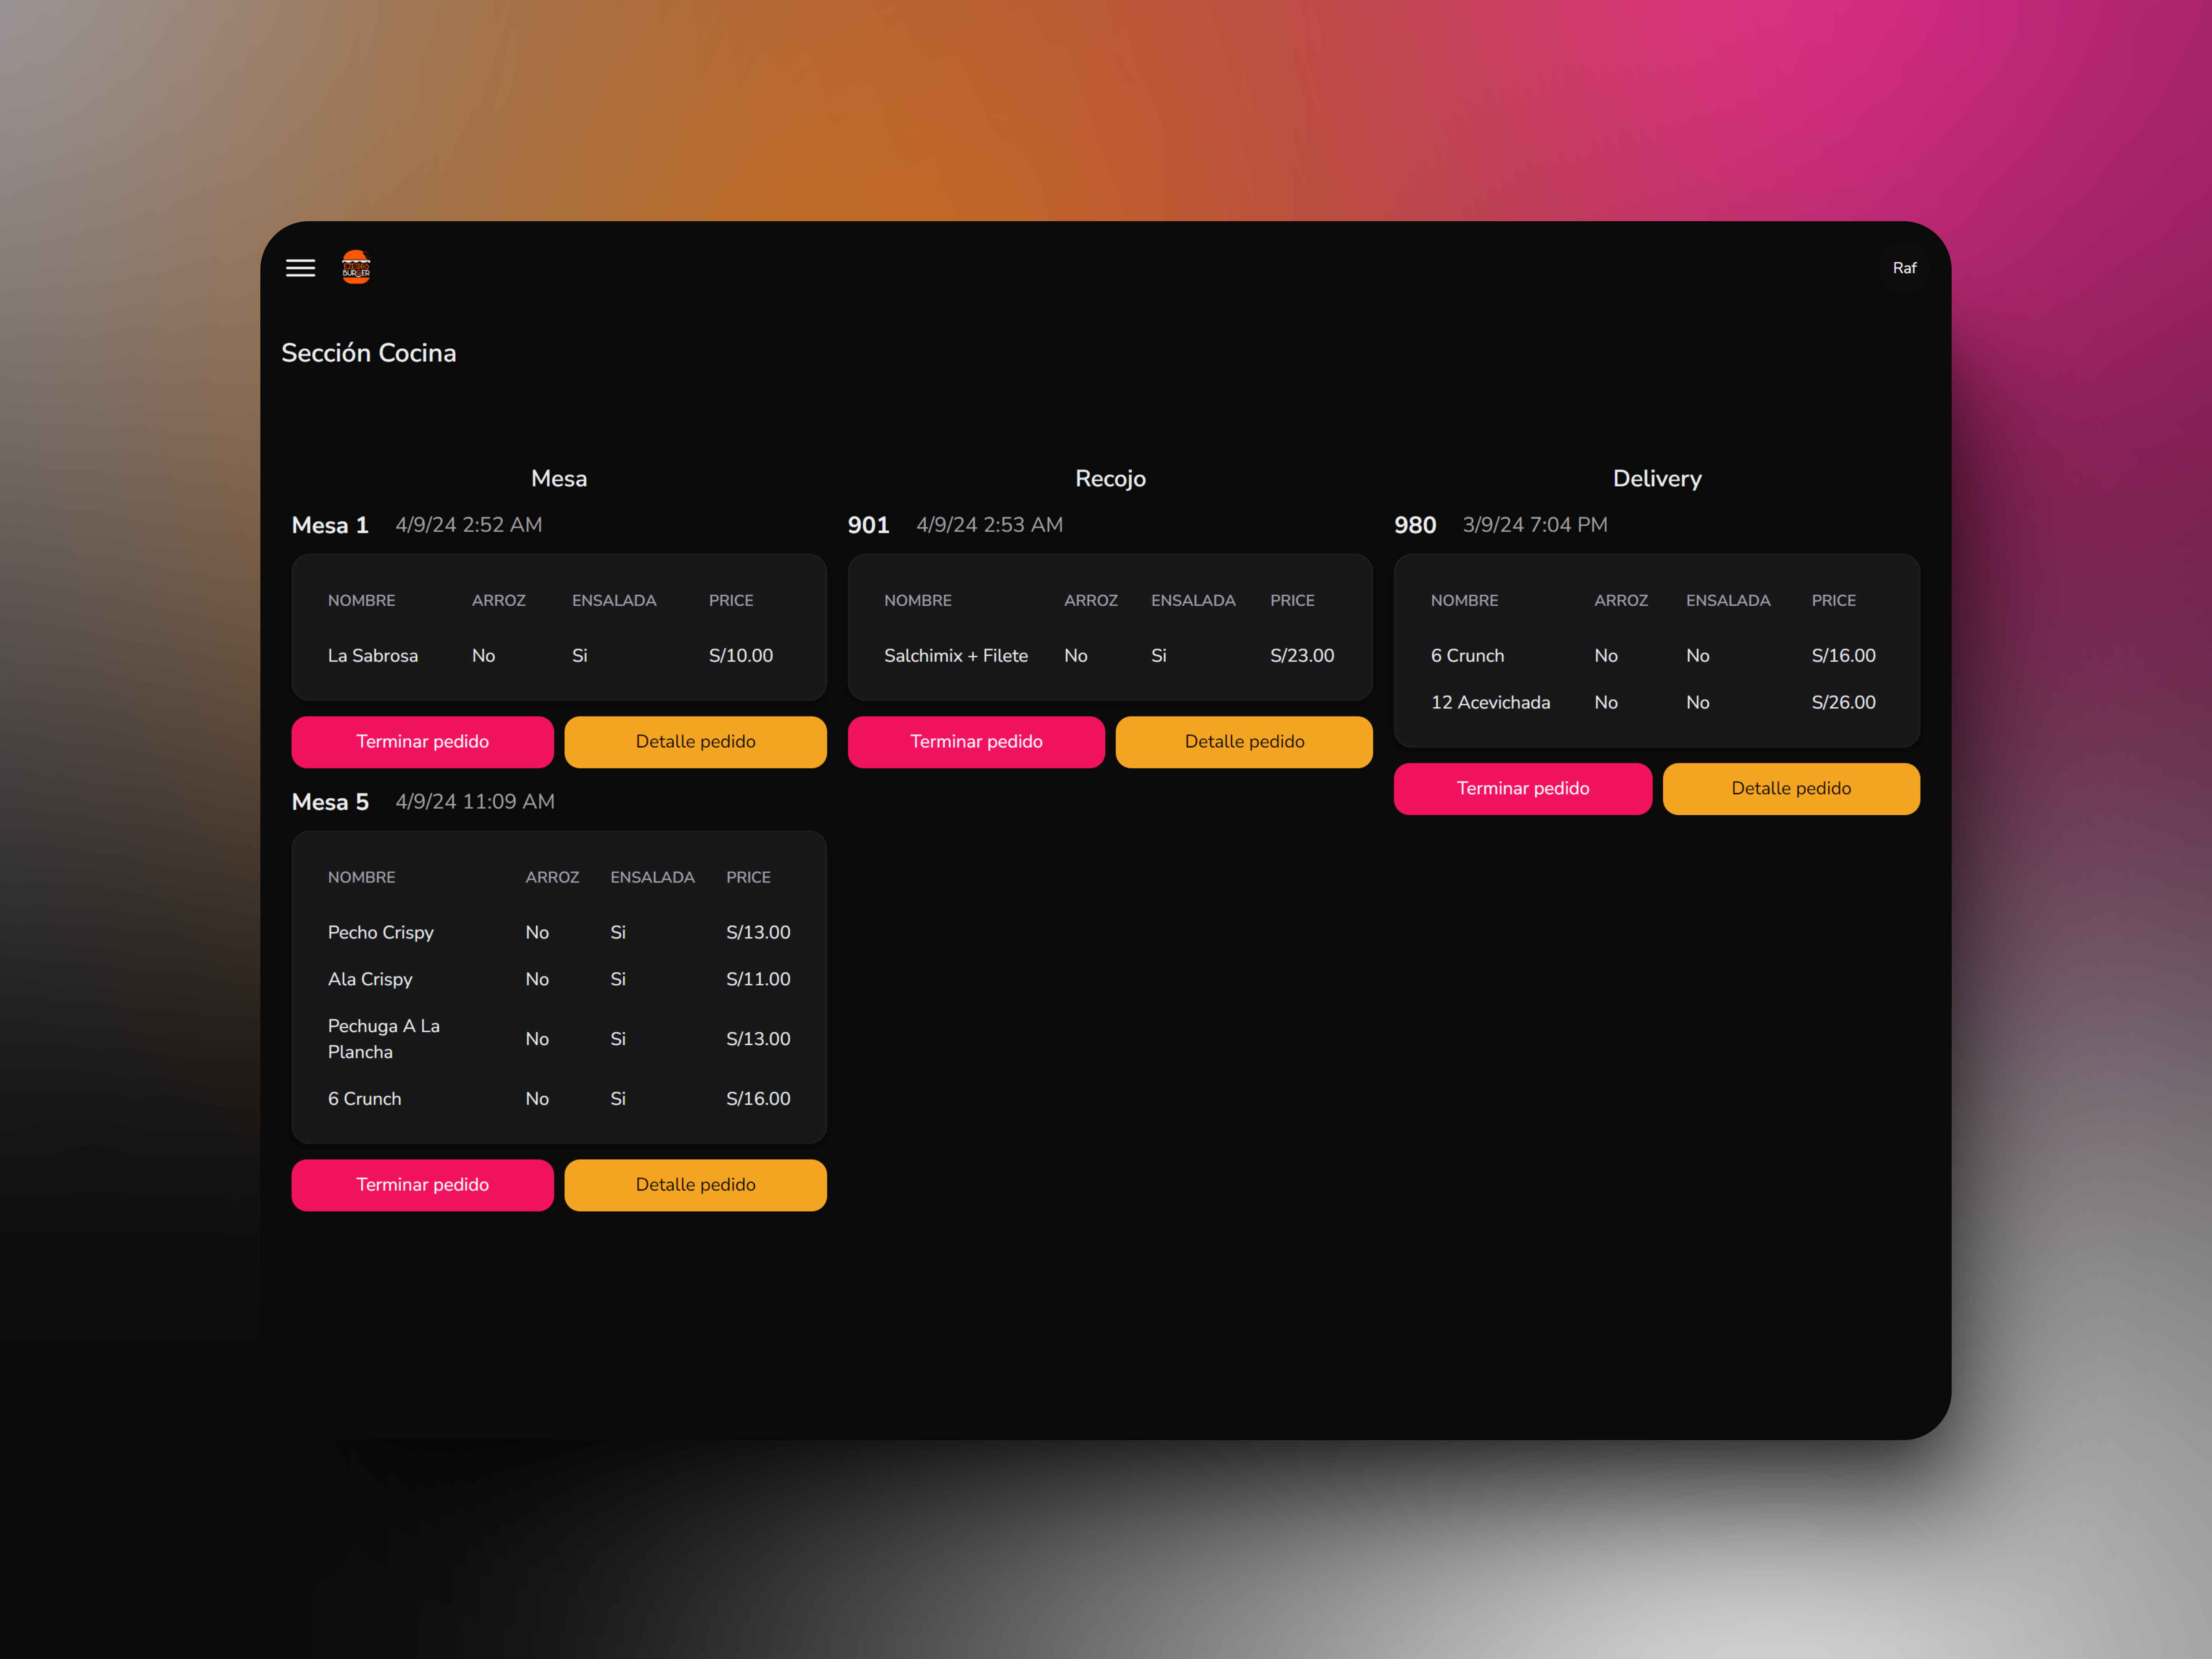 BURGER
Raf
Sección Cocina
Mesa
Mesa 1 4/9/24 2:52 AM
NOMBRE ARROZ ENSALADA PRICE
La Sabrosa No Si S/10.00
Terminar pedido Detalle pedido
Mesa 5 4/9/24 11:09 AM
NOMBRE ARROZ ENSALADA PRICE
Pecho Crispy No Si S/13.00
Ala Crispy No Si S/11.00
Pechuga A La
Plancha No Si S/13.00
6 Crunch No Si S/16.00
Terminar pedido Detalle pedido
Recojo
901 4/9/24 2:53 AM
NOMBRE ARROZ ENSALADA PRICE
Salchimix + Filete No Si S/23.00
Terminar pedido Detalle pedido
Delivery
980 3/9/24 7:04 PM
NOMBRE ARROZ ENSALADA PRICE
6 Crunch No No S/16.00
12 Acevichada No No S/26.00
Terminar pedido Detalle pedido